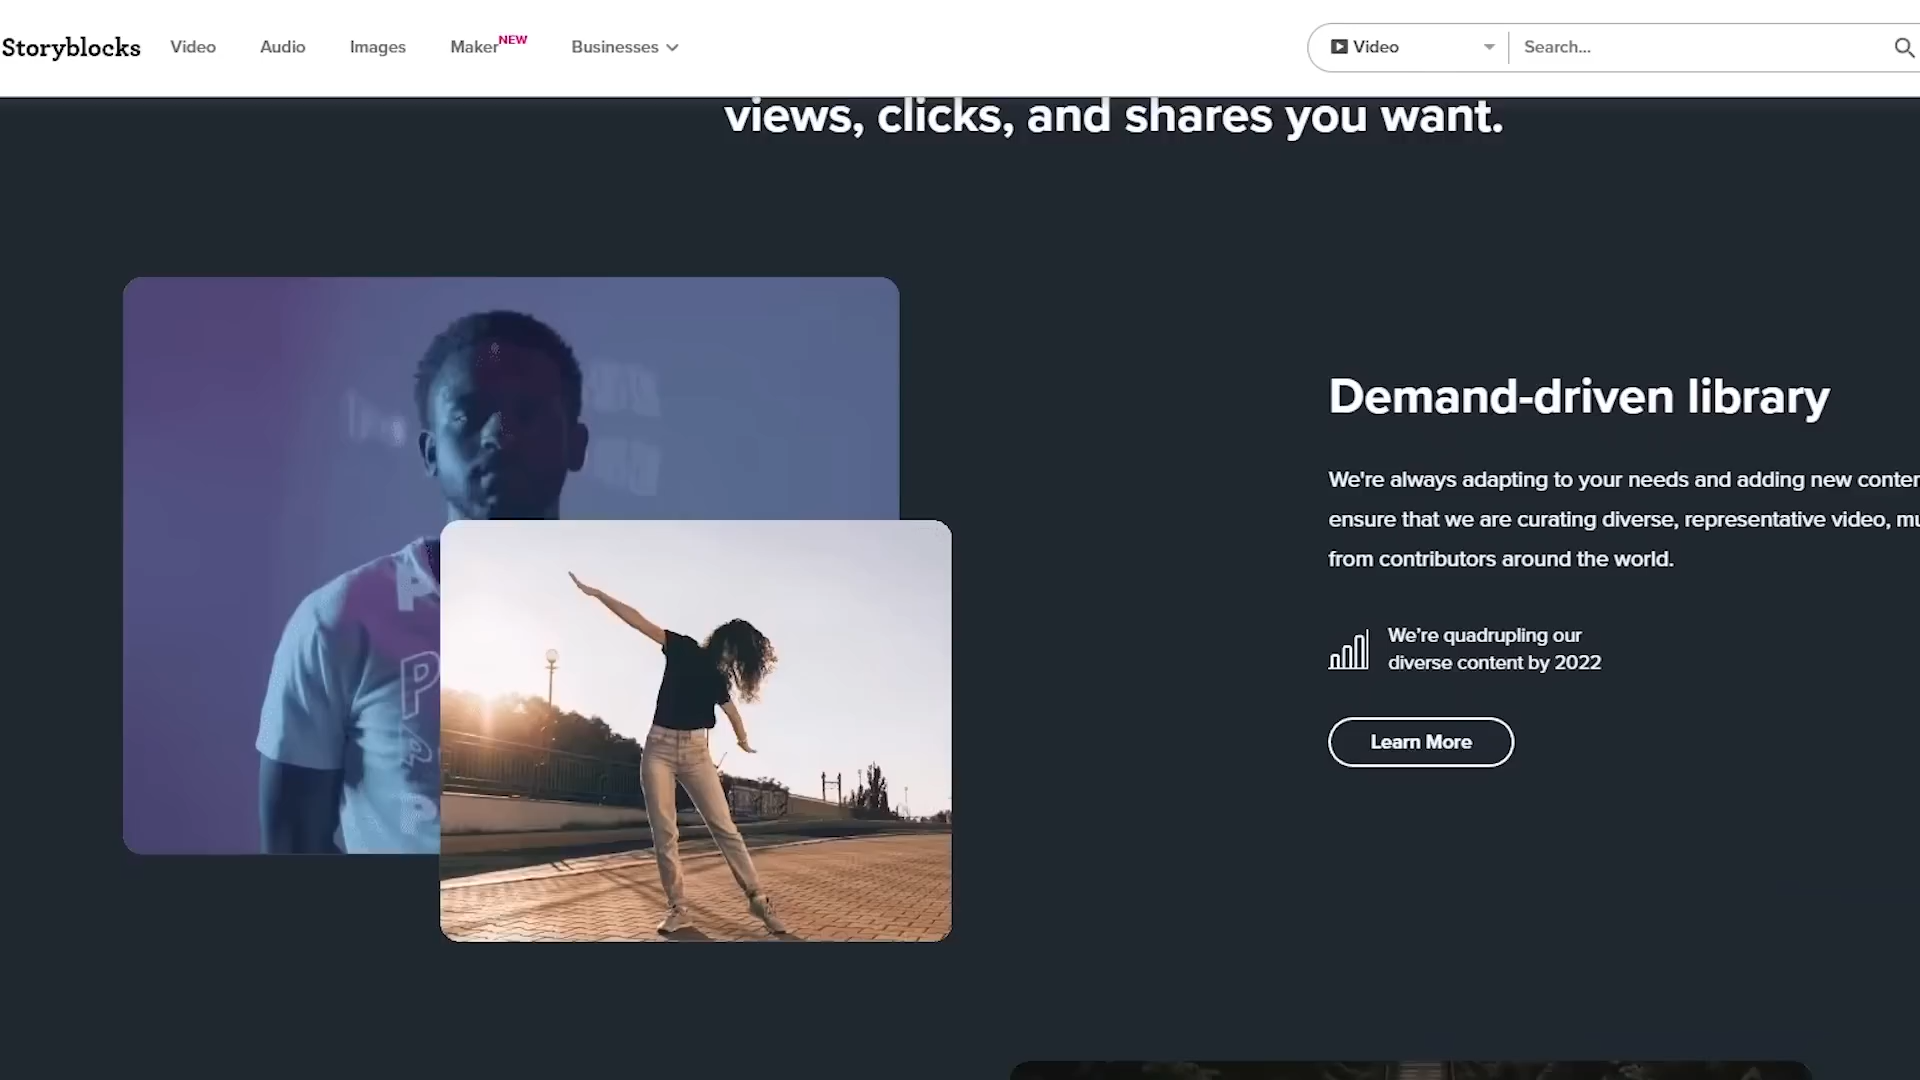 Storyblocks
Video
Audio
Images
Maker NEW
Businesses
Video
Search...
views, clicks, and shares you want.
Demand-driven library
We're always adapting to your needs and adding new
ensure that we are curating diverse, representative video,
from contributors around the world.
We're quadrupling our
diverse content by 2022
Learn More
A
P
P